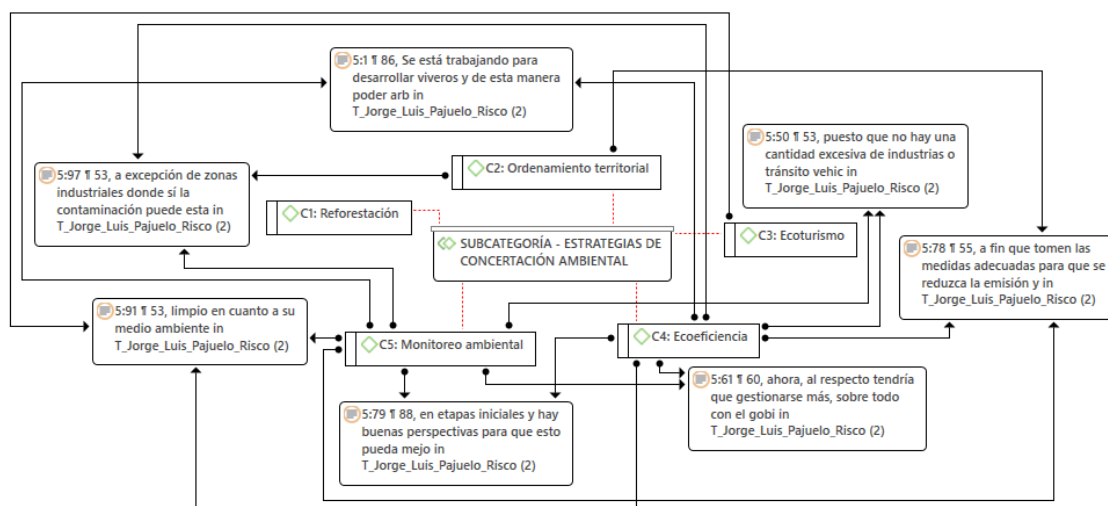 5:1 ¶ 86, Se está trabajando para
desarrollar viveros y de esta manera
poder arb in
T_Jorge_Luis_Pajuelo_Risco (2)
5:50 ¶ 53, puesto que no hay una
cantidad excesiva de industrias o
tránsito vehic in
T_Jorge_Luis_Pajuelo_Risco (2)
5:97 ¶ 53, a excepción de zonas
industriales donde sí la
contaminación puede esta in
T_Jorge_Luis_Pajuelo_Risco (2)
C2: Ordenamiento territorial
C1: Reforestación
SUBCATEGORÍA - ESTRATEGIAS DE
CONCERTACIÓN AMBIENTAL
C3: Ecoturismo
5:78 ¶ 55, a fin que tomen las
medidas adecuadas para que se
reduzca la emisión y in
T_Jorge_Luis_Pajuelo_Risco (2)
5:91 ¶ 53, limpio en cuanto a su
medio ambiente in
T_Jorge_Luis_Pajuelo_Risco (2)
C5: Monitoreo ambiental
C4: Ecoeficiencia
5:61 ¶ 60, ahora, al respecto tendría
que gestionarse más, sobre todo
con el gobi in
T_Jorge_Luis_Pajuelo_Risco (2)
5:79 ¶ 88, en etapas iniciales y hay
buenas perspectivas para que esto
pueda mejo in
T_Jorge_Luis_Pajuelo_Risco (2)